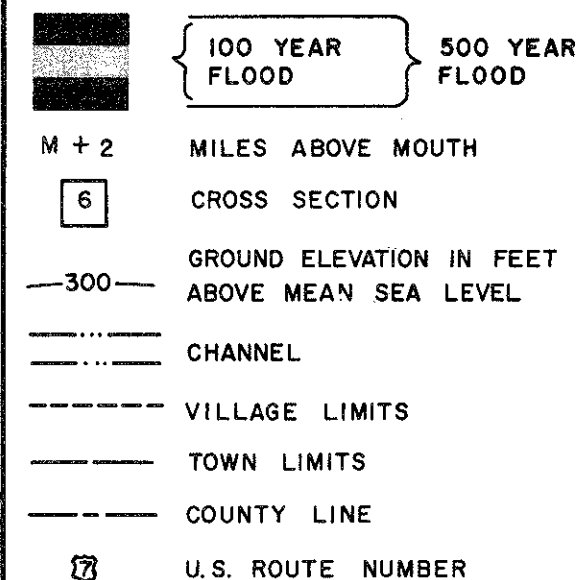 100 YEAR FLOOD 500 YEAR FLOOD
M + 2 MILES ABOVE MOUTH
6 CROSS SECTION
300 GROUND ELEVATION IN FEET
ABOVE MEAN SEA LEVEL
CHANNEL
VILLAGE LIMITS
TOWN LIMITS
COUNTY LINE
7 U.S. ROUTE NUMBER